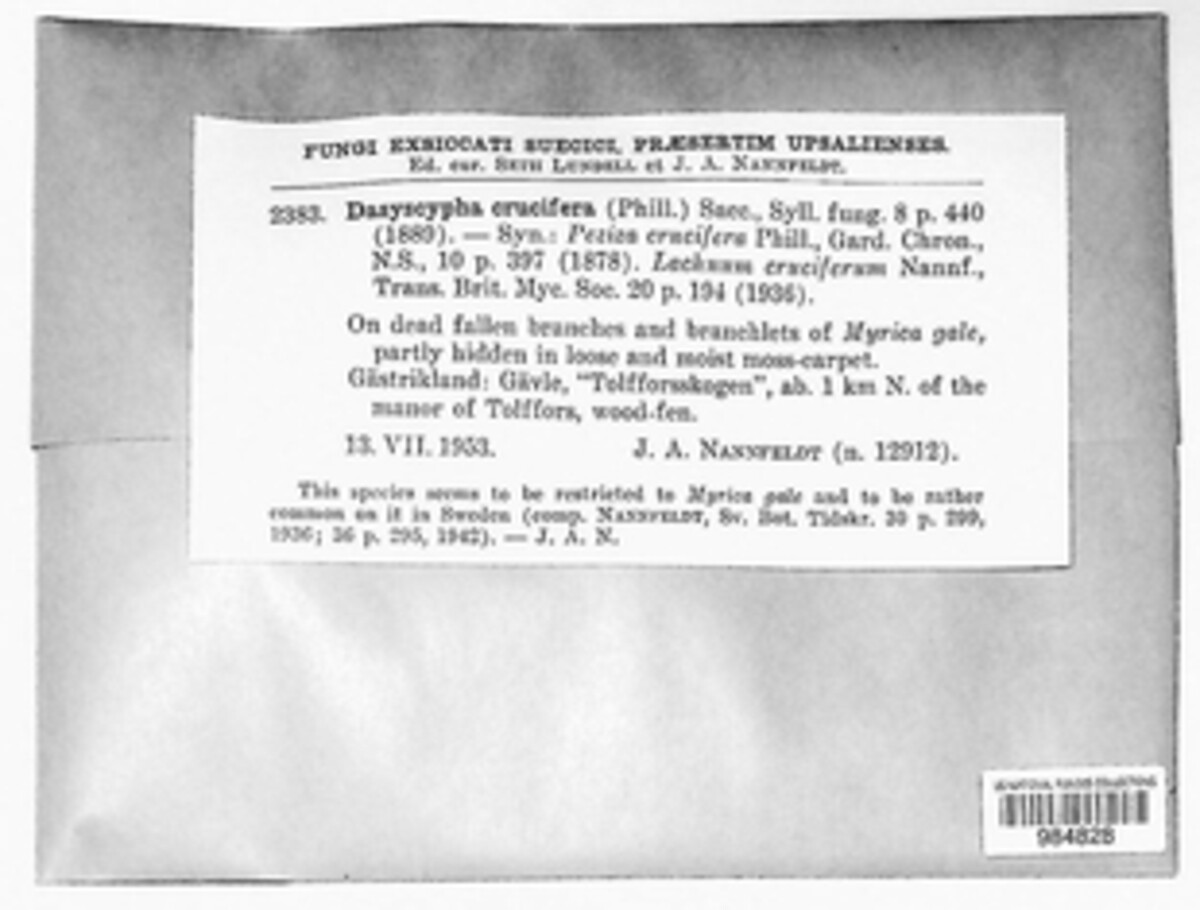 FUNGI EXSICCATI SUECICI, PRÆSERTIM UPSALIENSES.
Ed. cur. SETH LUNDELL et J. A. NANNFELDT.
2383. Dasyscypha crucifera (Phill.) Sacc., Syll. fung. 8 p. 440
(1889). — Syn.: Peziza crucifera Phill., Gard. Chron.,
N.S., 10 p. 397 (1878). Lachnum cruciferum Nannf.,
Trans. Brit. Myc. Soc. 20 p. 194 (1936).
On dead fallen branches and branchlets of Myrica gale,
partly hidden in loose and moist moss-carpet.
Gästrikland: Gävle, "Tolfforsskogen", ab. 1 km N. of the
manor of Tolffors, wood-fen.
13. VII. 1953. J. A. NANNFELDT (n. 12912).
This species seems to be restricted to Myrica gale and to be rather
common on it in Sweden (comp. NANNFELDT, Sv. Bot. Tidskr. 30 p. 299,
1936; 36 p. 295, 1942). — J. A. N.
US NATIONAL FUNGUS COLLECTIONS
984828